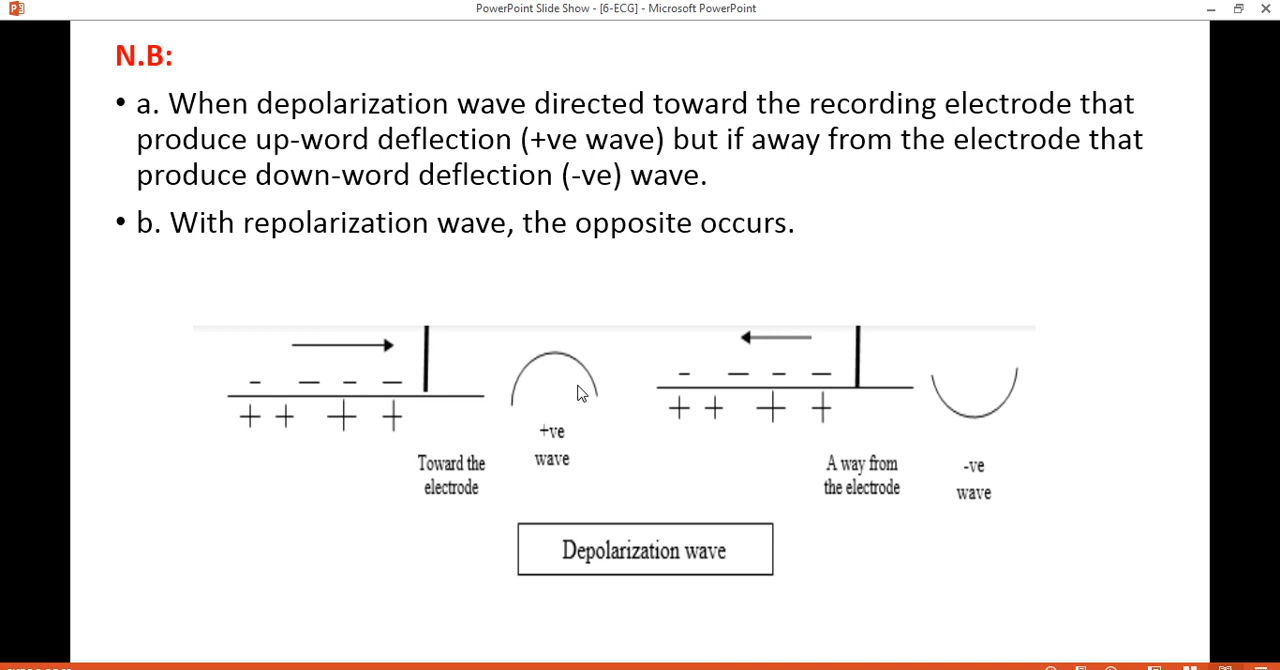 PowerPoint Slide Show - [6-ECG] - Microsoft PowerPoint
N.B:
• a. When depolarization wave directed toward the recording electrode that
produce up-word deflection (+ve wave) but if away from the electrode that
produce down-word deflection (-ve) wave.
• b. With repolarization wave, the opposite occurs.
- — - —
+ + + +
+ve
wave
Toward the
electrode
- — - —
+ + + +
A way from
the electrode
-ve
wave
Depolarization wave